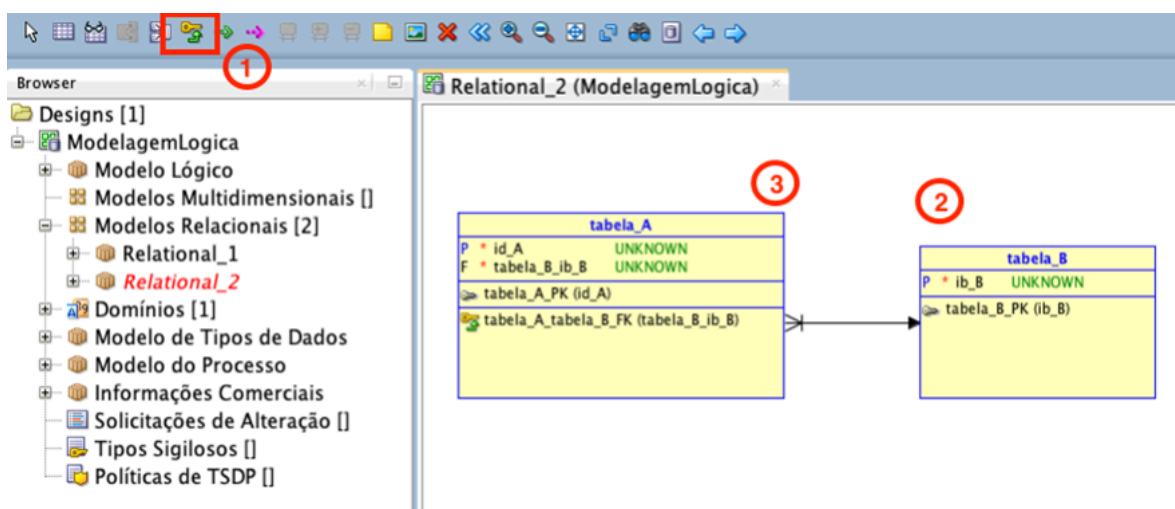 1
Browser
Designs [1]
ModelagemLogica
Modelo Lógico
Modelos Multidimensionais []
Modelos Relacionais [2]
Relational_1
Relational_2
Domínios [1]
Modelo de Tipos de Dados
Modelo do Processo
Informações Comerciais
Solicitações de Alteração []
Tipos Sigilosos []
Políticas de TSDP []
Relational_2 (ModelagemLogica)
3
2
tabela_A
P * id_A UNKNOWN
F * tabela_B_ib_B UNKNOWN
tabela_A_PK (id_A)
tabela_A_tabela_B_FK (tabela_B_ib_B)
tabela_B
P * ib_B UNKNOWN
tabela_B_PK (ib_B)